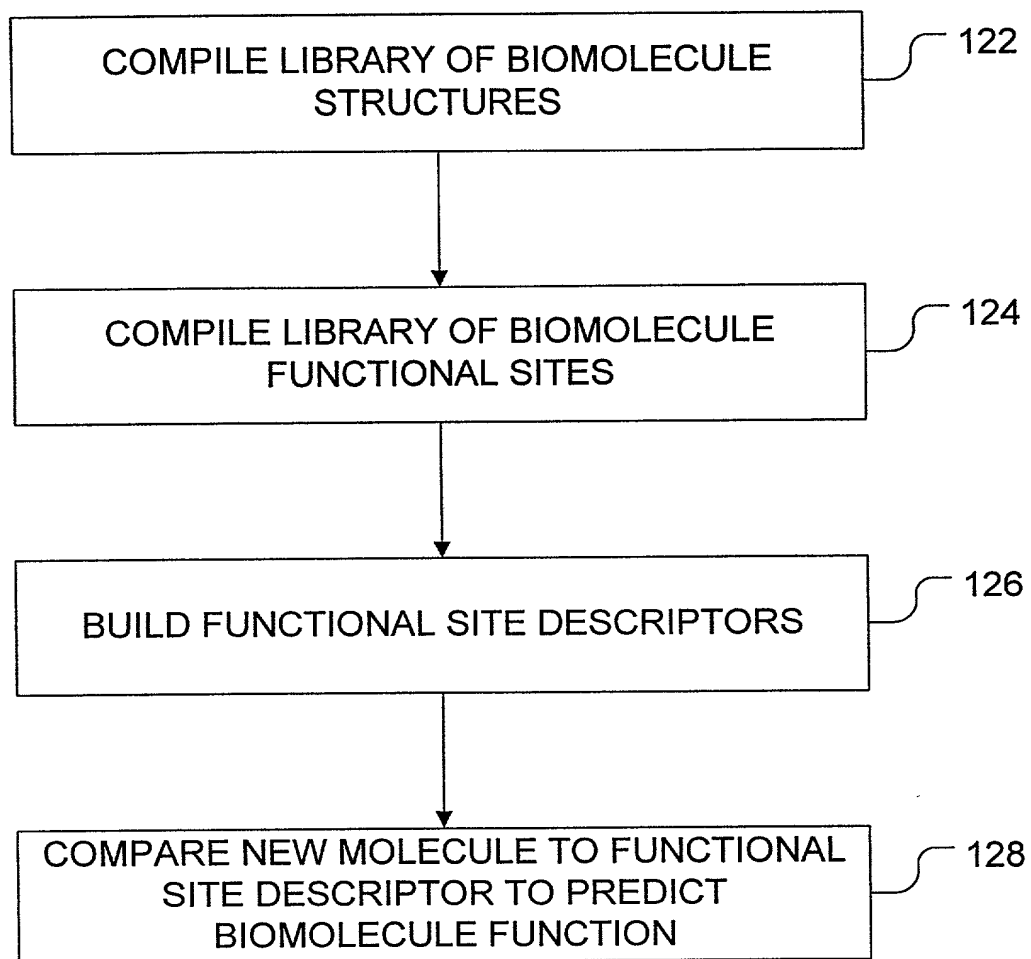 COMPILE LIBRARY OF BIOMOLECULE
STRUCTURES
122
COMPILE LIBRARY OF BIOMOLECULE
FUNCTIONAL SITES
124
BUILD FUNCTIONAL SITE DESCRIPTORS
126
COMPARE NEW MOLECULE TO FUNCTIONAL
SITE DESCRIPTOR TO PREDICT
BIOMOLECULE FUNCTION
128